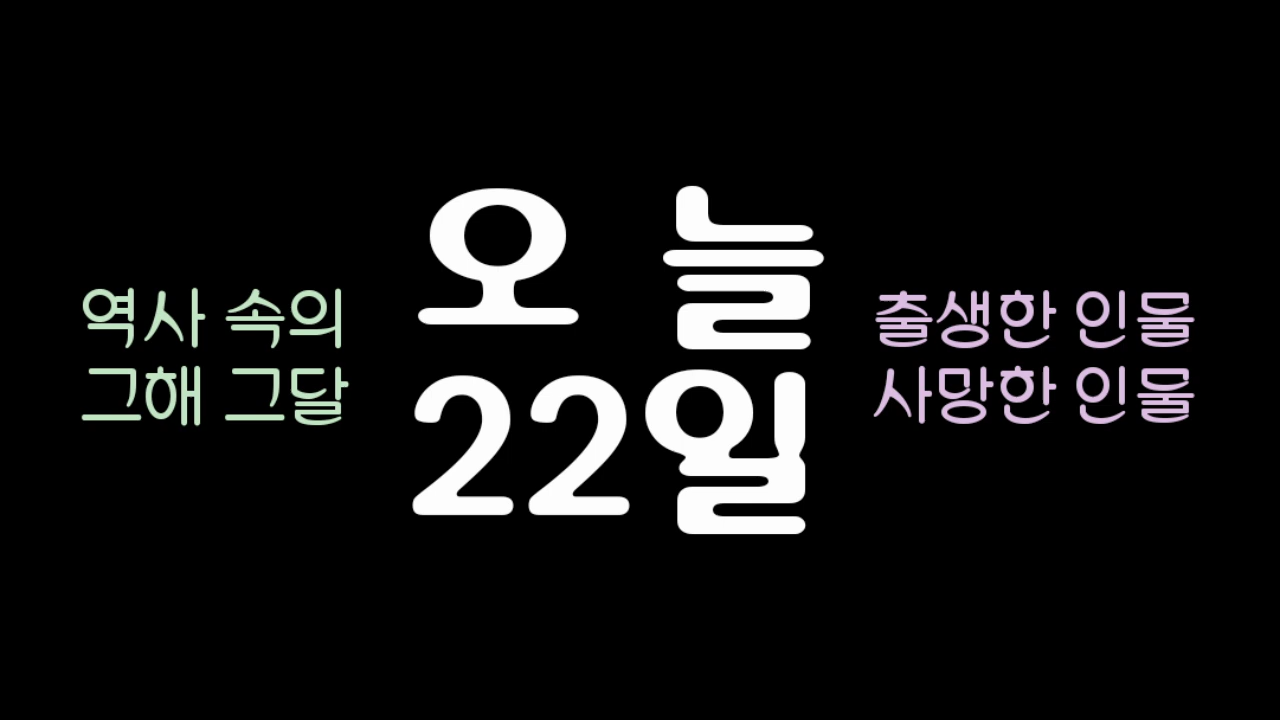 역사 속의
그해 그달
오 늘
22일
출생한 인물
사망한 인물